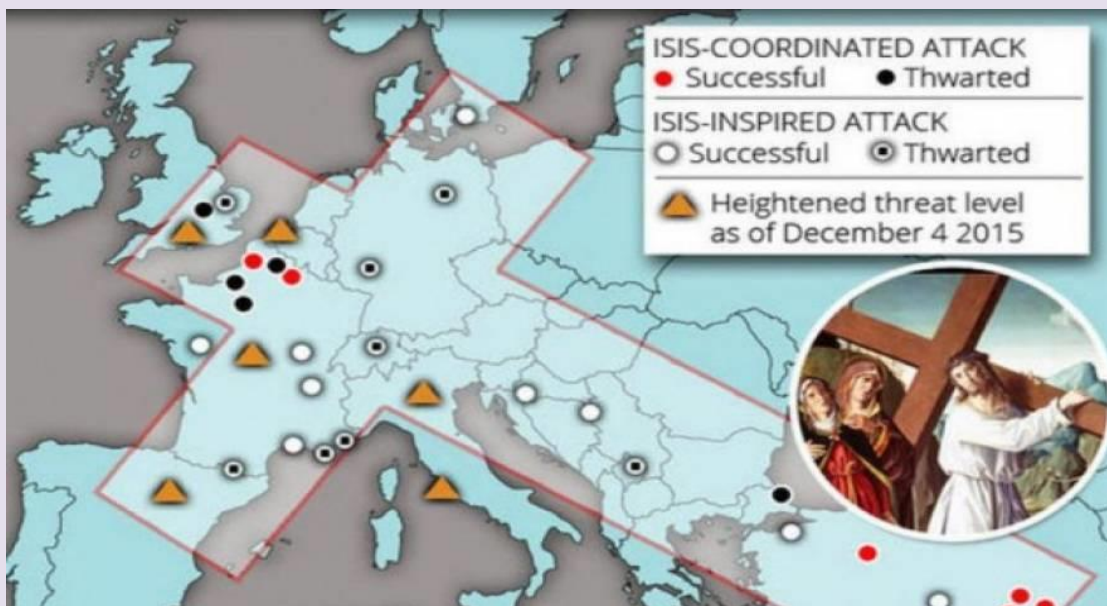 ISIS-COORDINATED ATTACK
Successful Thwarted
ISIS-INSPIRED ATTACK
Successful Thwarted
Heightened threat level
as of December 4 2015